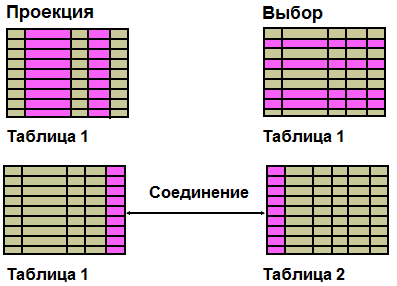 Проекция
Выбор
Таблица 1
Таблица 1
Соединение
Таблица 1
Таблица 2